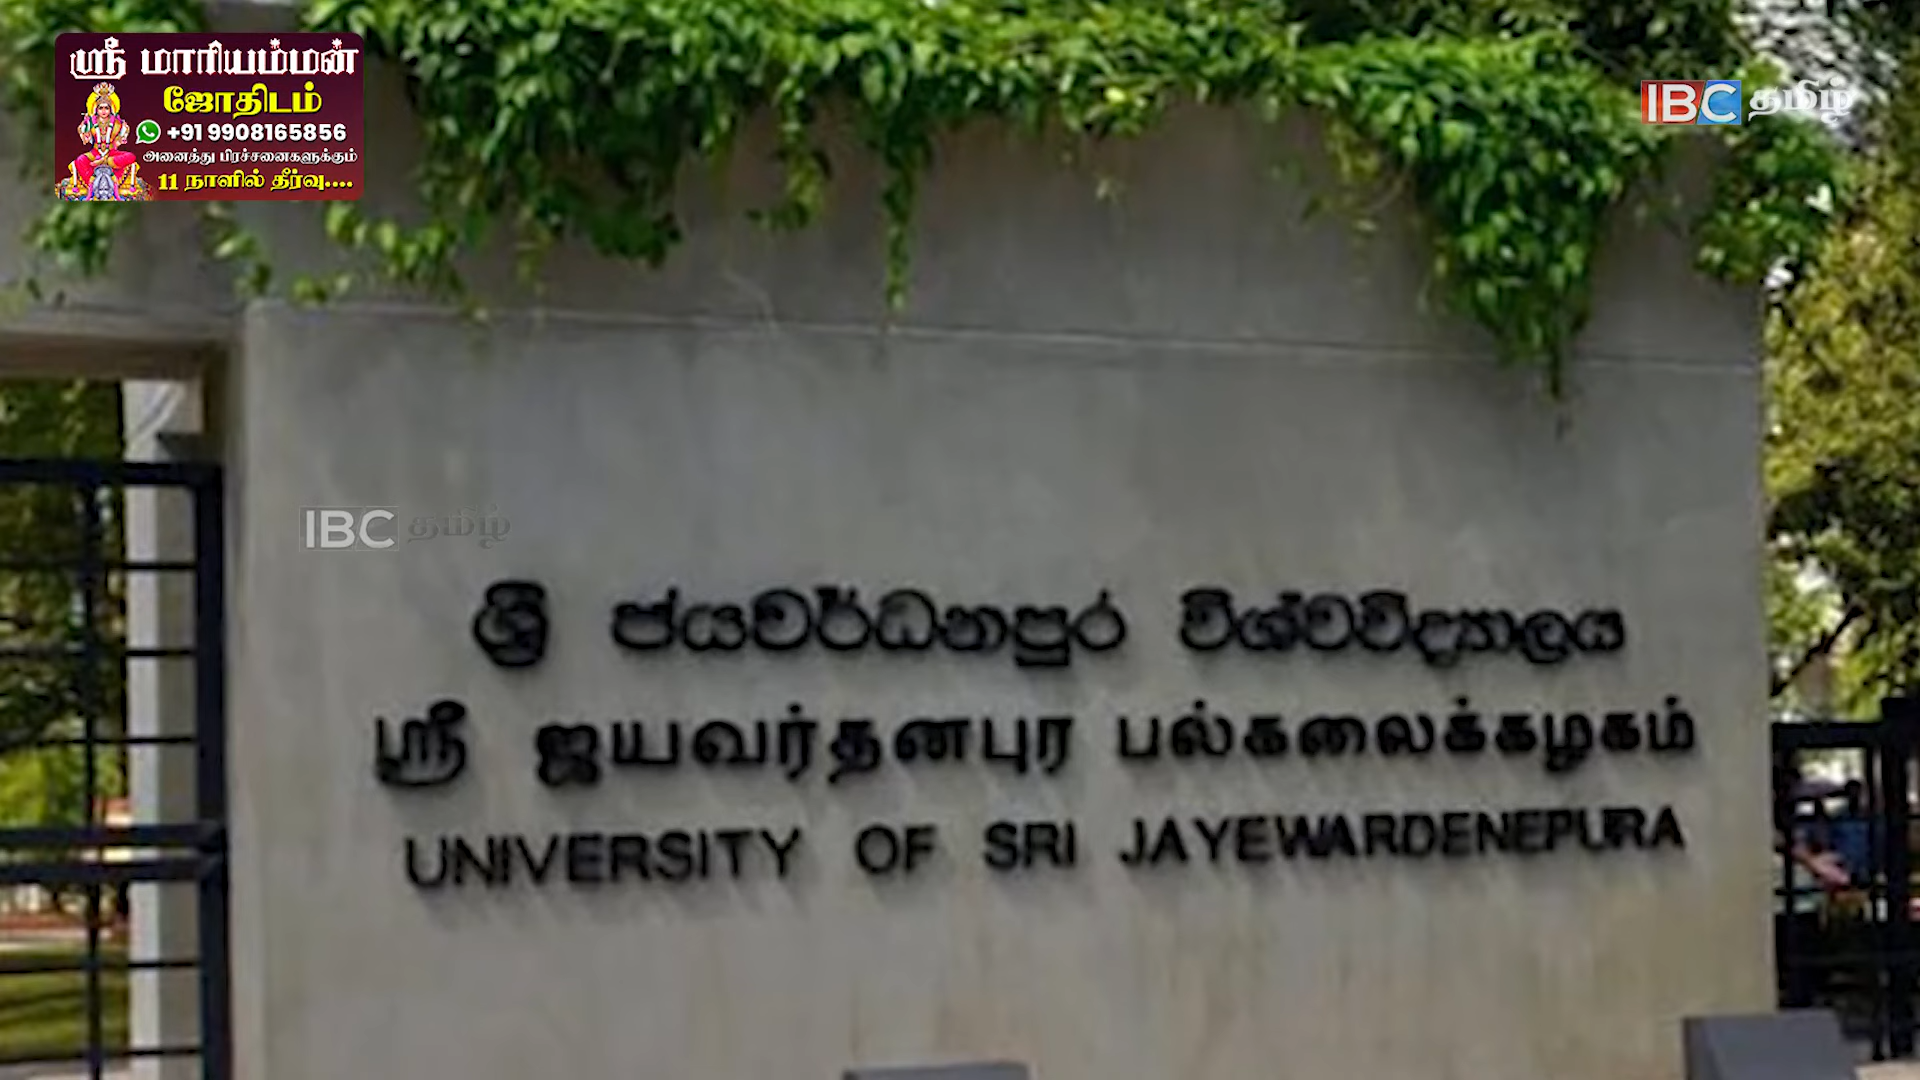 ஸ்ரீ மாரியம்மன்
ஜோதிடம்
+91 9908165856
அனைத்து பிரச்சனைகளுக்கும்
11 நாளில் தீர்வு....
IBC தமிழ்
IBC தமிழ்
ශ්‍රී ජයවර්ධනපුර විශ්වවිද්‍යාලය
ஸ்ரீ ஜயவர்தனபுர பல்கலைக்கழகம்
UNIVERSITY OF SRI JAYEWARDENEPURA